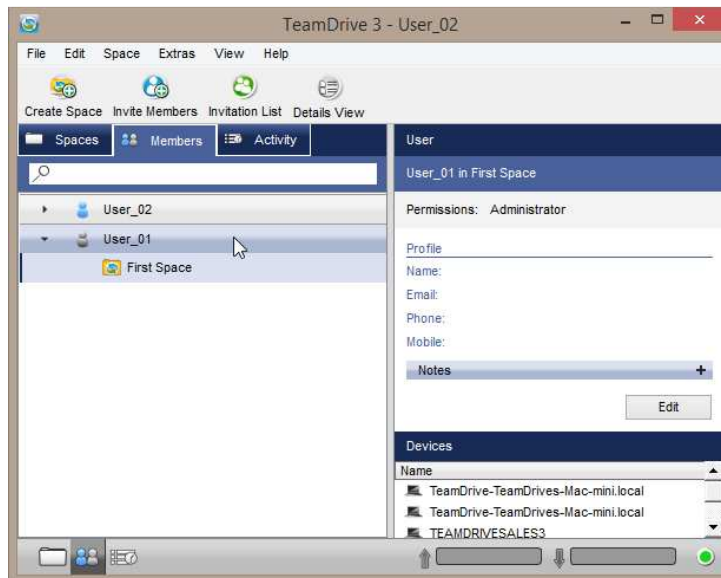 TeamDrive 3 - User_02
File Edit Space Extras View Help
Create Space Invite Members Invitation List Details View
Spaces Members Activity
User_02
User_01
First Space
User
User_01 in First Space
Permissions: Administrator
Profile
Name:
Email:
Phone:
Mobile:
Notes
Edit
Devices
Name
TeamDrive-TeamDrives-Mac-mini.local
TeamDrive-TeamDrives-Mac-mini.local
TEAMDRIVESALES3